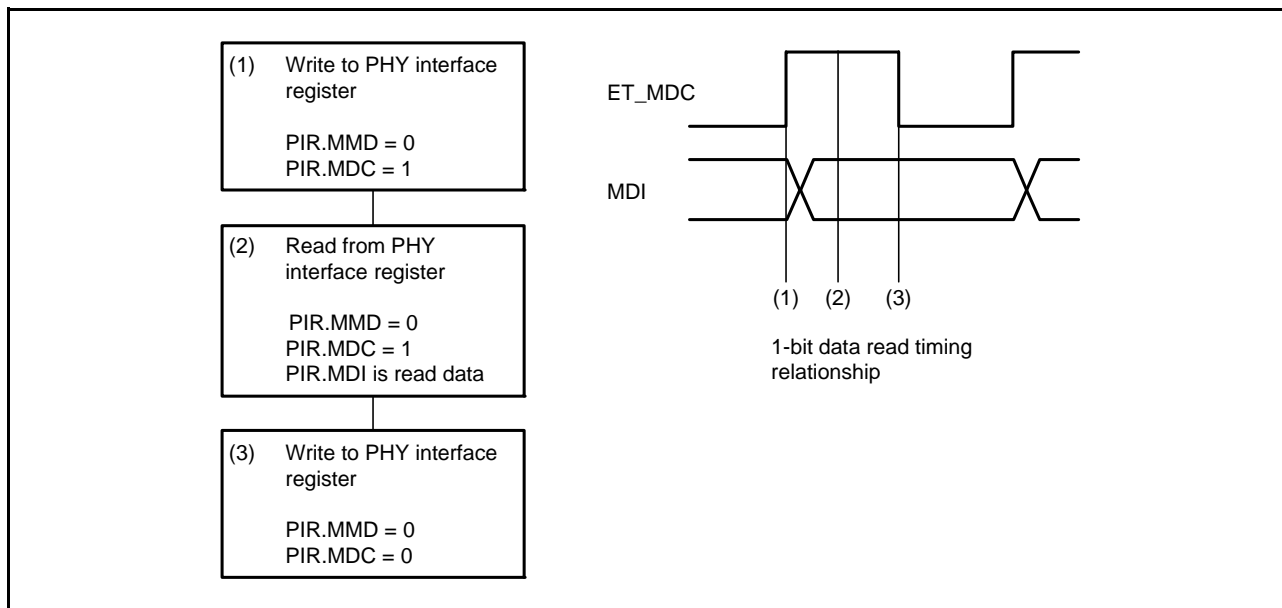 (1) Write to PHY interface
register
PIR.MMD = 0
PIR.MDC = 1
(2) Read from PHY
interface register
PIR.MMD = 0
PIR.MDC = 1
PIR.MDI is read data
(3) Write to PHY interface
register
PIR.MMD = 0
PIR.MDC = 0
ET_MDC
MDI
(1) (2) (3)
1-bit data read timing
relationship